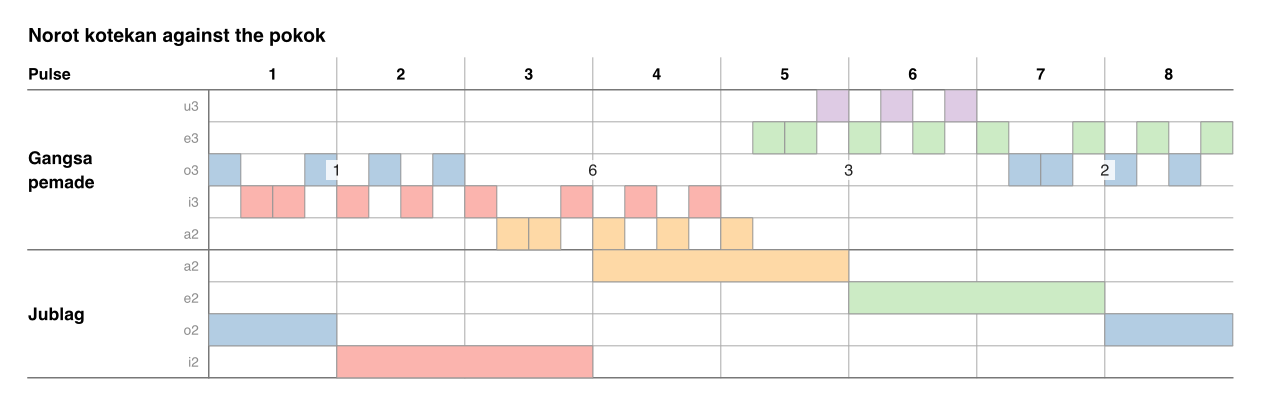 Norot kotekan against the pokok
Pulse 1 2 3 4 5 6 7 8
u3
e3
Gangsa
pemade
o3 1 6 3 2
i3
a2
a2
e2
Jublag
o2
i2